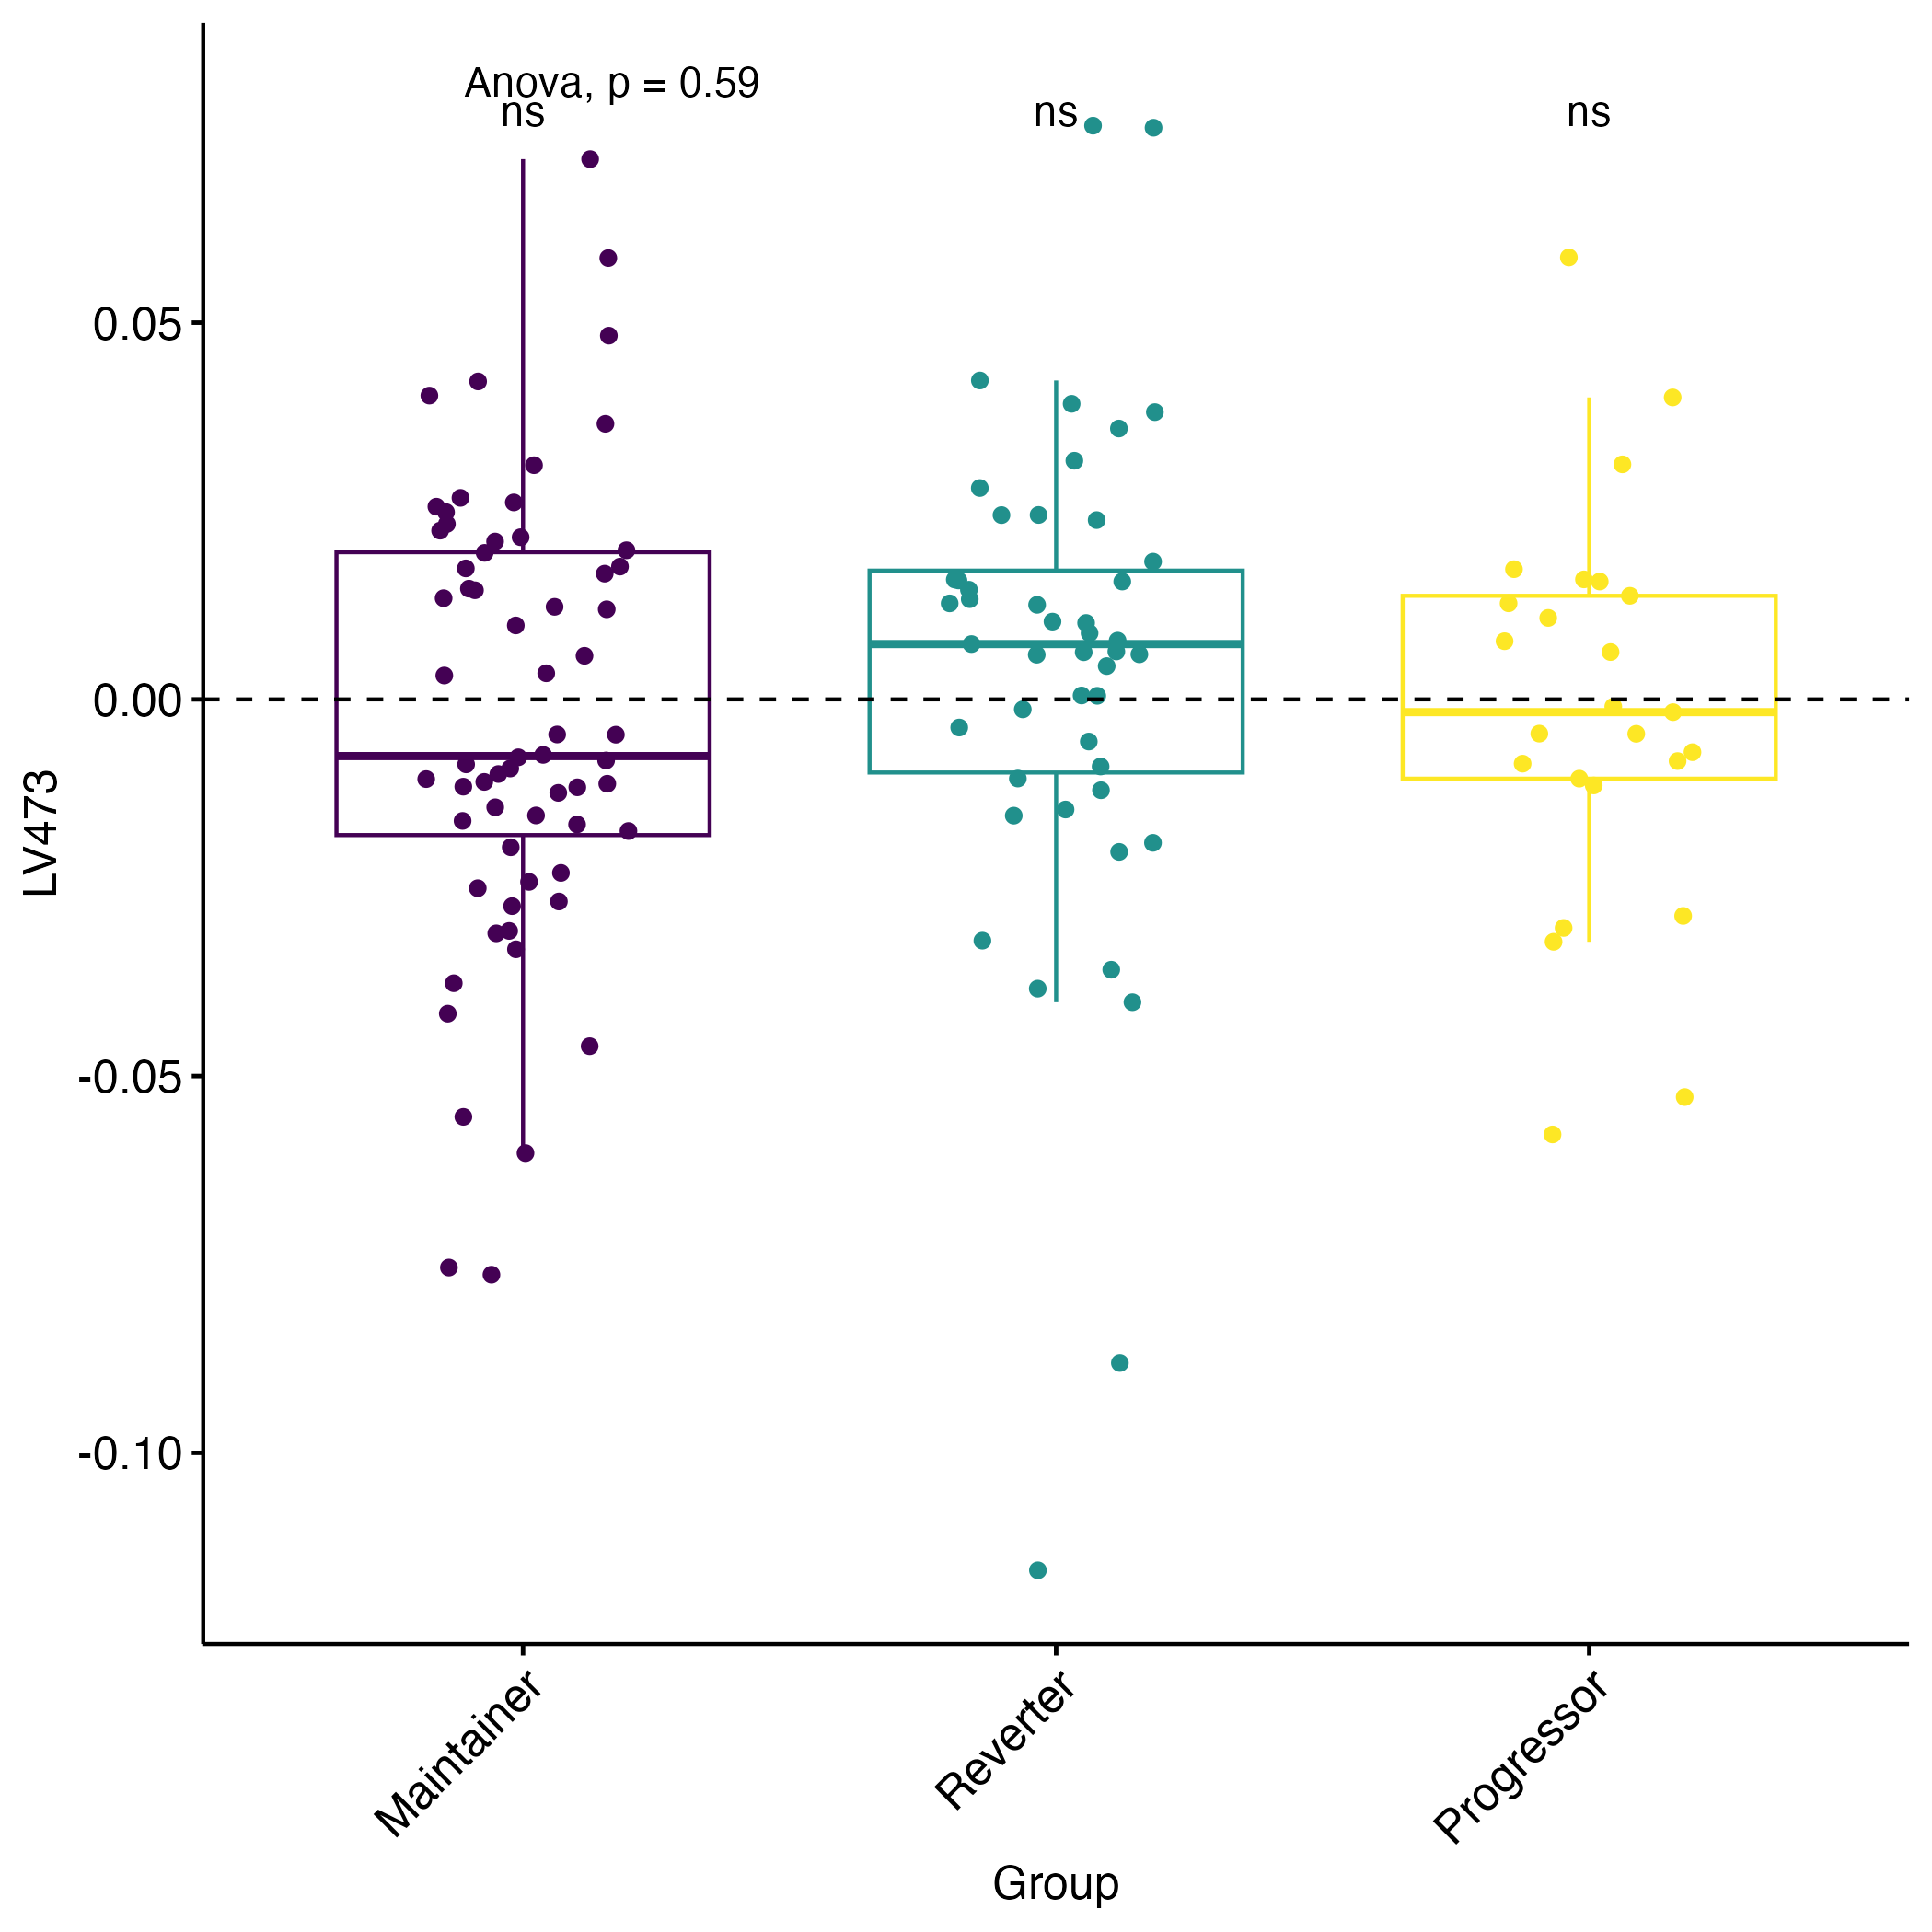 Anova, p = 0.59
ns ns ns
0.05
0.00
-0.05
-0.10
LV473
Maintainer
Reverter
Progressor
Group